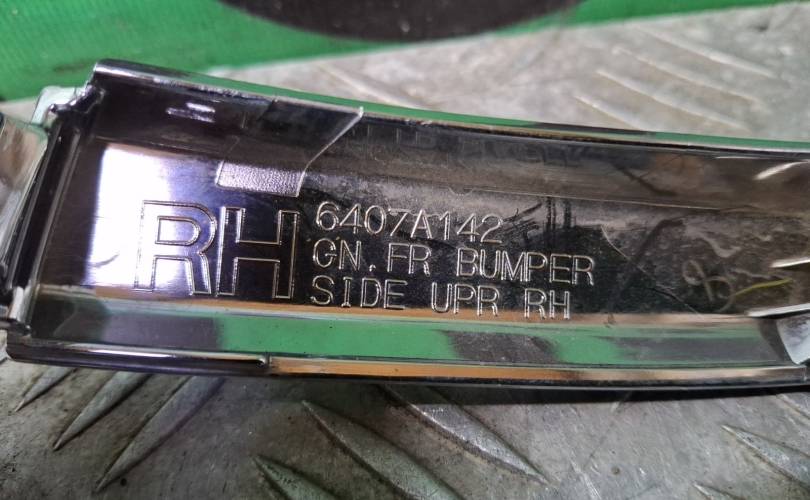 RH
6407A142
GN.FR BUMPER
SIDE UPR RH